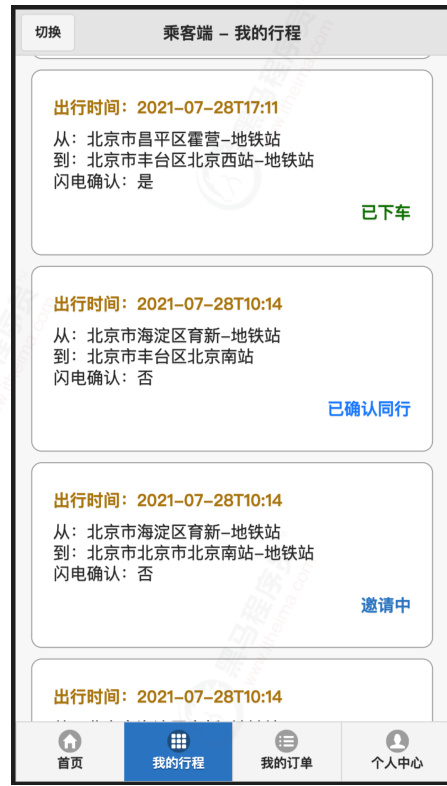 切换
乘客端 – 我的行程
出行时间：2021–07–28T17:11
从：北京市昌平区霍营–地铁站
到：北京市丰台区北京西站–地铁站
闪电确认：是
已下车
出行时间：2021–07–28T10:14
从：北京市海淀区育新–地铁站
到：北京市丰台区北京南站
闪电确认：否
已确认同行
出行时间：2021–07–28T10:14
从：北京市海淀区育新–地铁站
到：北京市北京市北京南站–地铁站
闪电确认：否
邀请中
出行时间：2021–07–28T10:14
首页
我的行程
我的订单
个人中心
黑马程序员
www.itheima.com